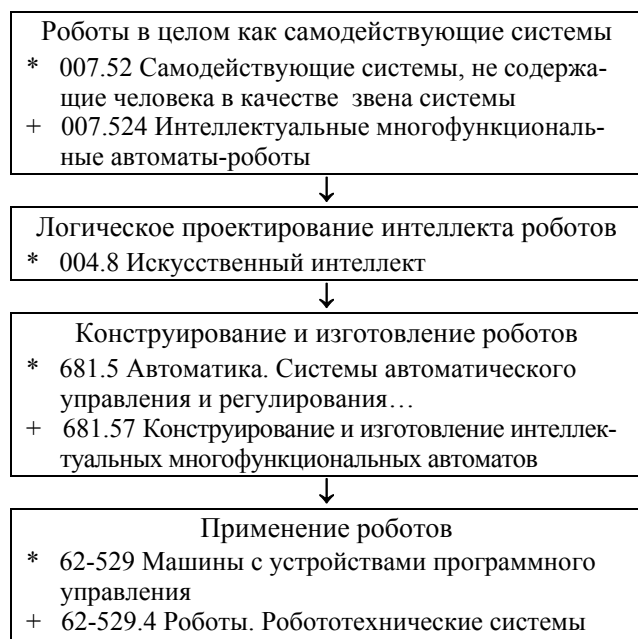 Роботы в целом как самодействующие системы
* 007.52 Самодействующие системы, не содержа-
щие человека в качестве звена системы
+ 007.524 Интеллектуальные многофункциональ-
ные автоматы-роботы
↓
Логическое проектирование интеллекта роботов
* 004.8 Искусственный интеллект
↓
Конструирование и изготовление роботов
* 681.5 Автоматика. Системы автоматического
управления и регулирования…
+ 681.57 Конструирование и изготовление интеллек-
туальных многофункциональных автоматов
↓
Применение роботов
* 62-529 Машины с устройствами программного
управления
+ 62-529.4 Роботы. Робототехнические системы